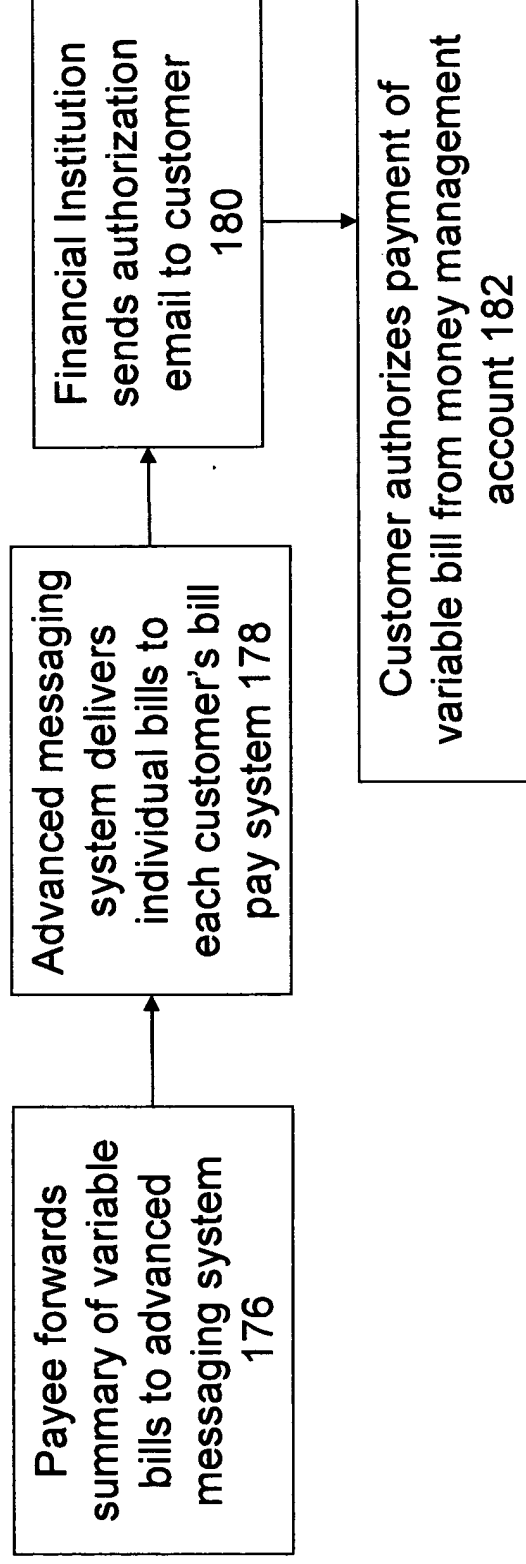 Payee forwards
summary of variable
bills to advanced
messaging system
176
Advanced messaging
system delivers
individual bills to
each customer's bill
pay system 178
Financial Institution
sends authorization
email to customer
180
Customer authorizes payment of
variable bill from money management
account 182